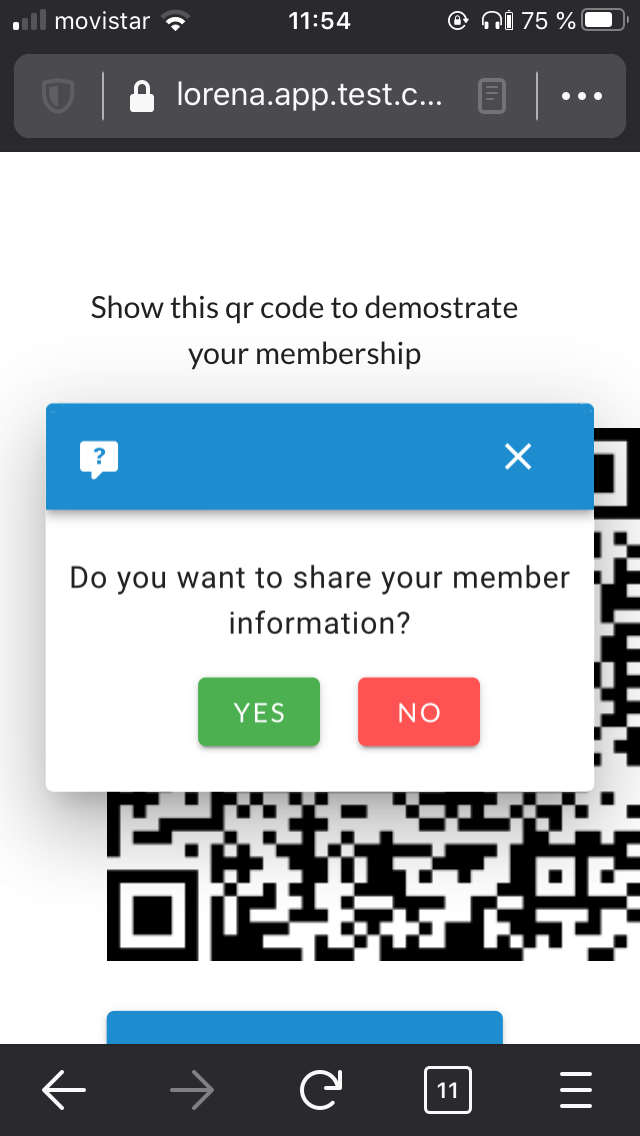 movistar 11:54 75 %
lorena.app.test.c...
Show this qr code to demostrate
your membership
?
Do you want to share your member
information?
YES NO
11